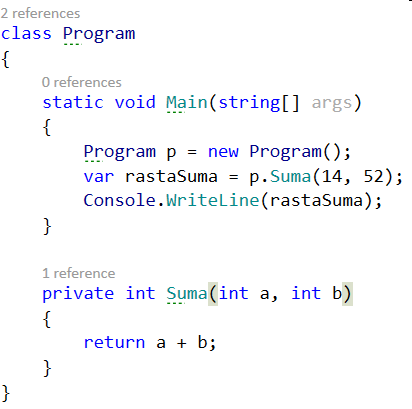 2 references
class Program
{
0 references
static void Main(string[] args)
{
Program p = new Program();
var rastaSuma = p.Suma(14, 52);
Console.WriteLine(rastaSuma);
}
1 reference
private int Suma(int a, int b)
{
return a + b;
}
}